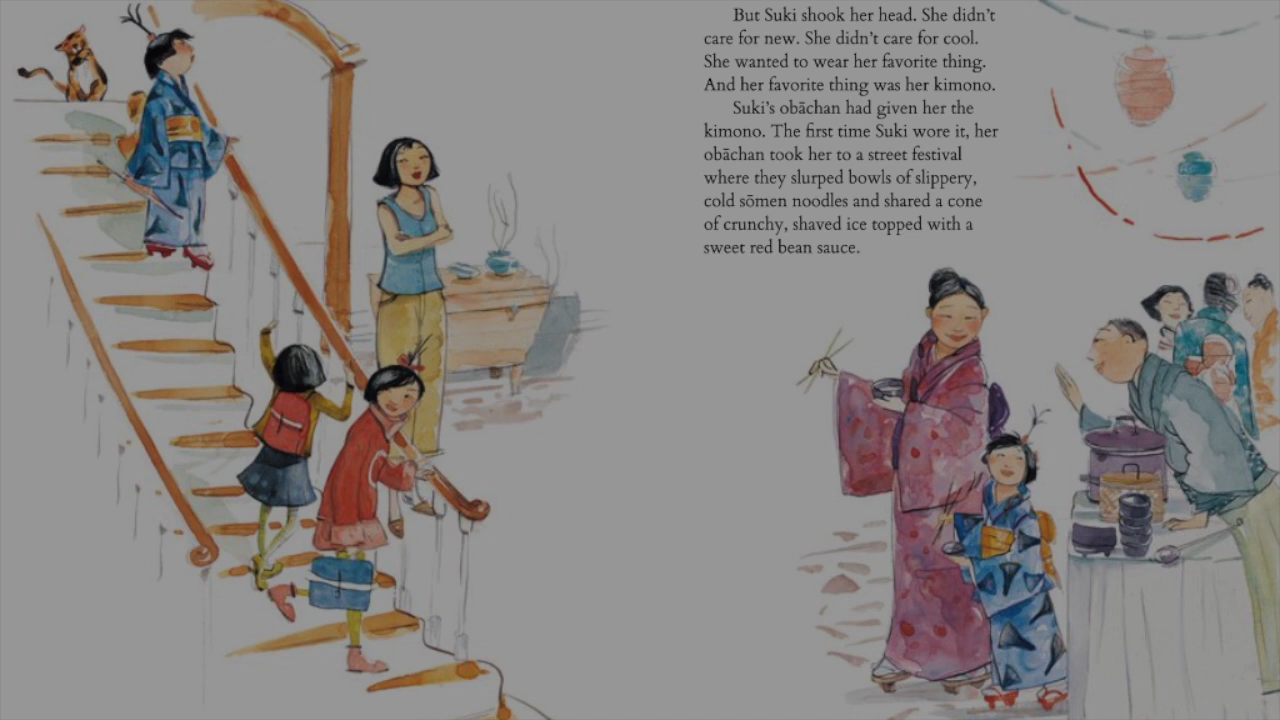 But Suki shook her head. She didn't
care for new. She didn't care for cool.
She wanted to wear her favorite thing.
And her favorite thing was her kimono.
Suki's obāchan had given her the
kimono. The first time Suki wore it, her
obāchan took her to a street festival
where they slurped bowls of slippery,
cold sōmen noodles and shared a cone
of crunchy, shaved ice topped with a
sweet red bean sauce.